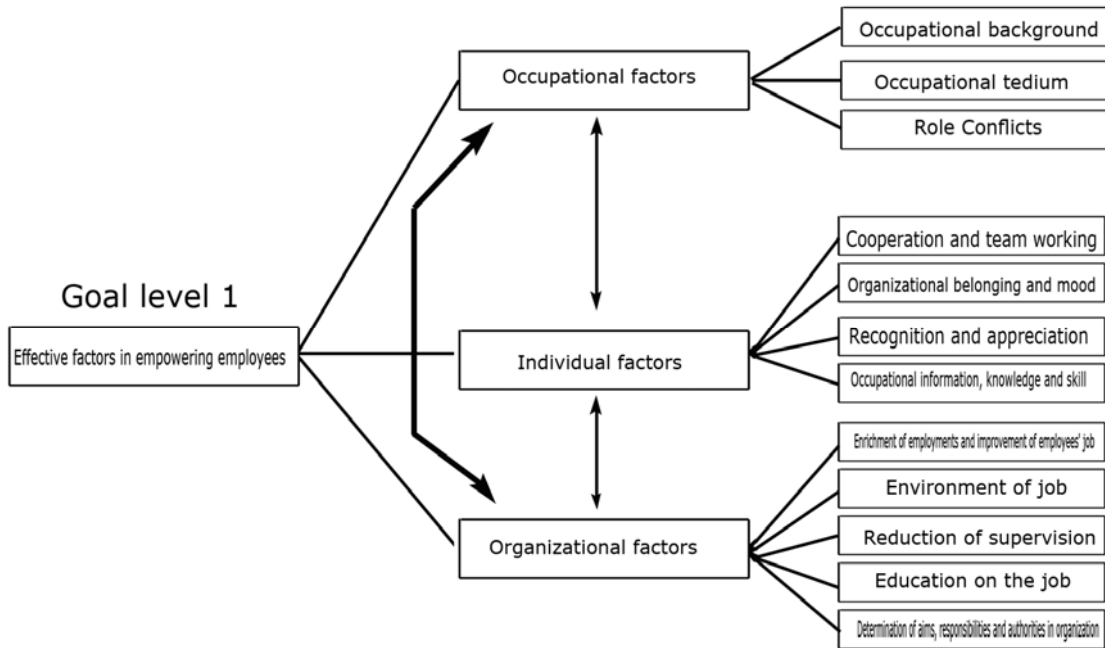 Goal level 1
Effective factors in empowering employees
Occupational factors
Individual factors
Organizational factors
Occupational background
Occupational tedium
Role Conflicts
Cooperation and team working
Organizational belonging and mood
Recognition and appreciation
Occupational information, knowledge and skill
Enrichment of employments and improvement of employees' job
Environment of job
Reduction of supervision
Education on the job
Determination of aims, responsibilities and authorities in organization